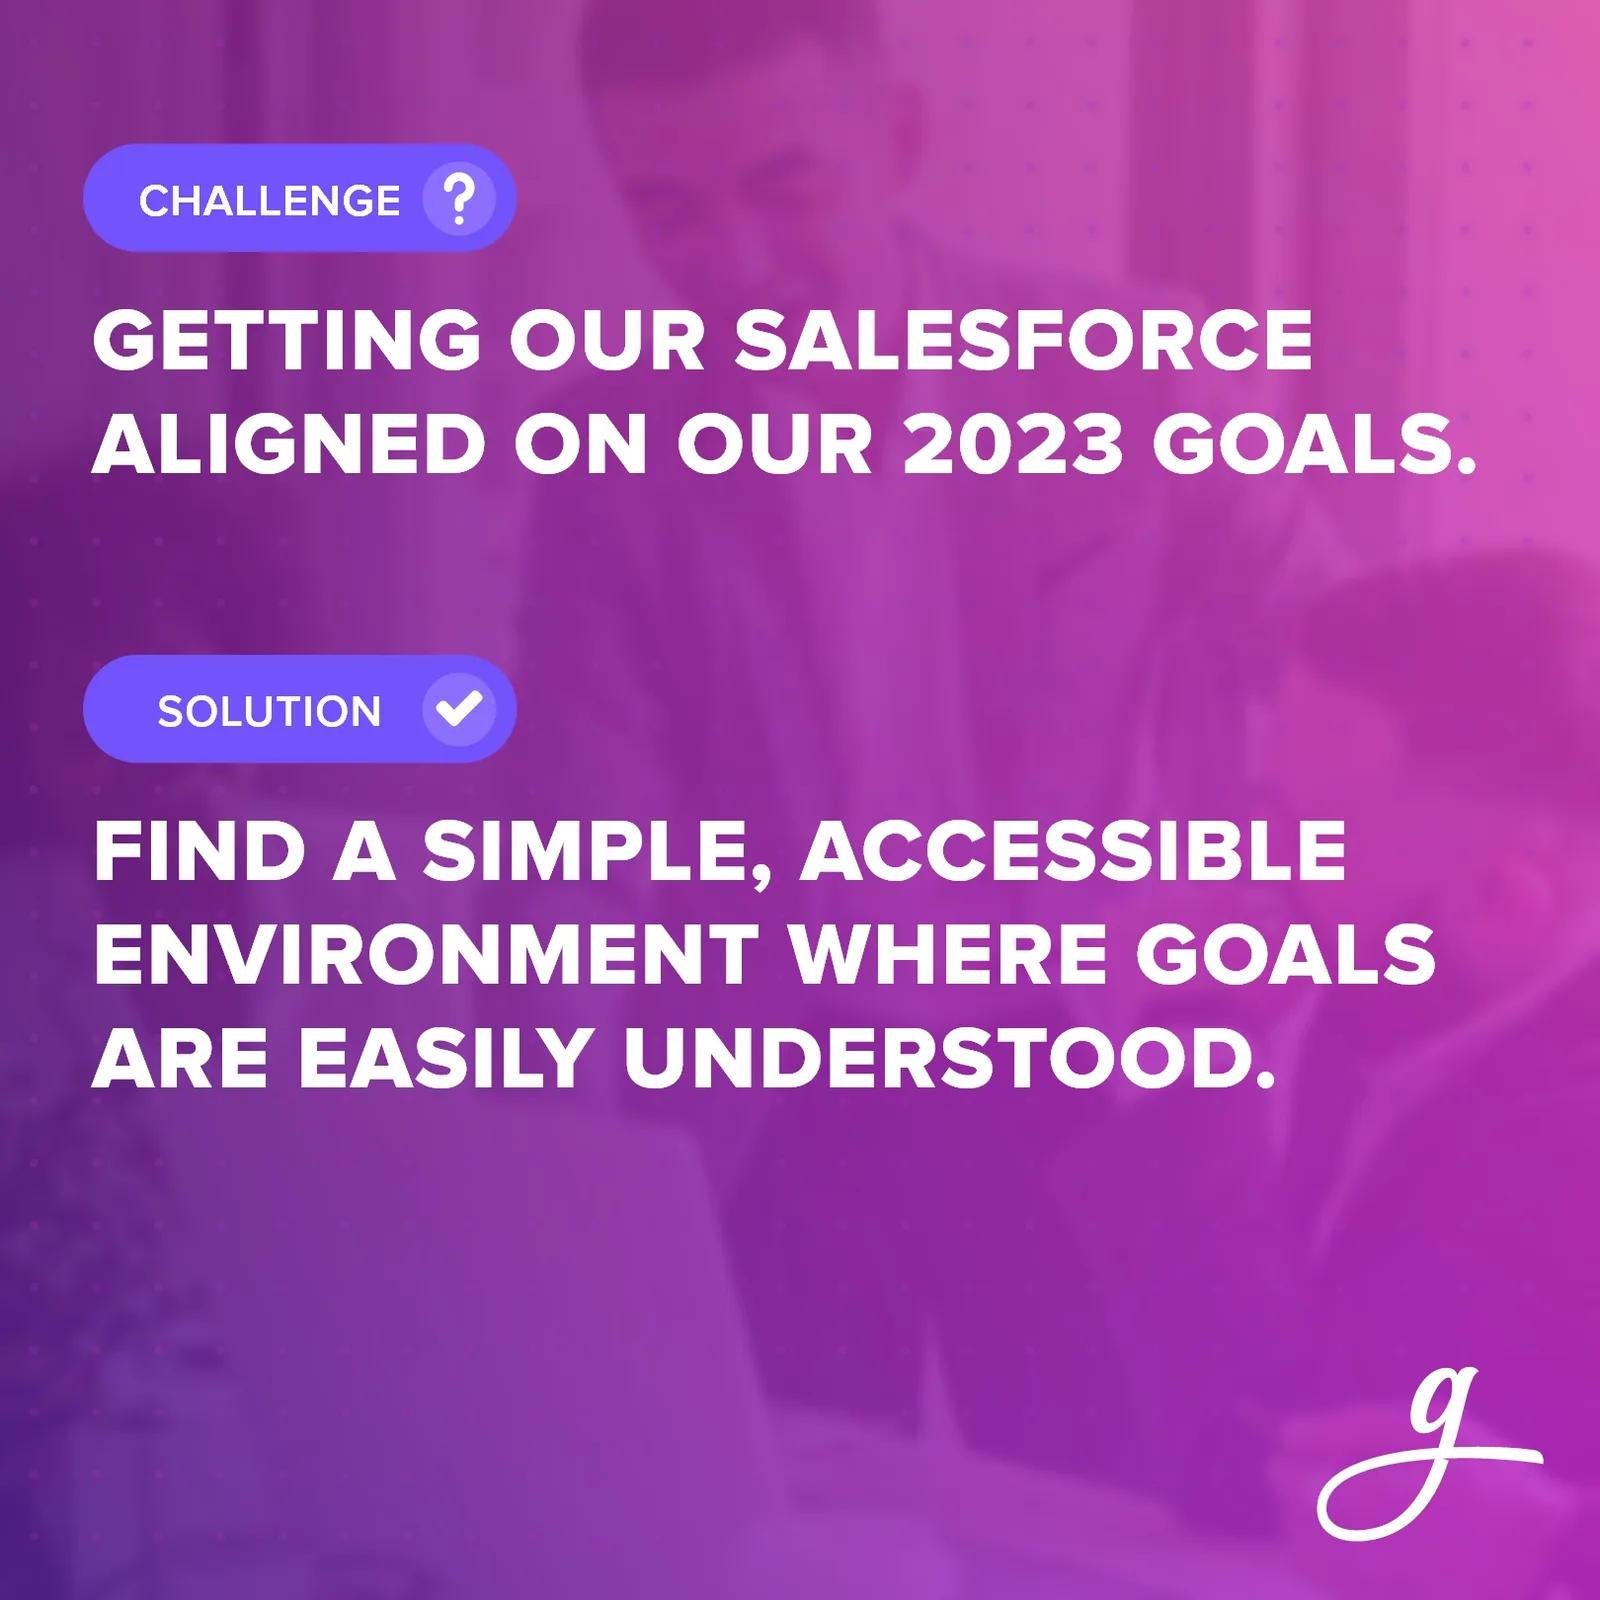 CHALLENGE ?
GETTING OUR SALESFORCE
ALIGNED ON OUR 2023 GOALS.
SOLUTION
FIND A SIMPLE, ACCESSIBLE
ENVIRONMENT WHERE GOALS
ARE EASILY UNDERSTOOD.
g